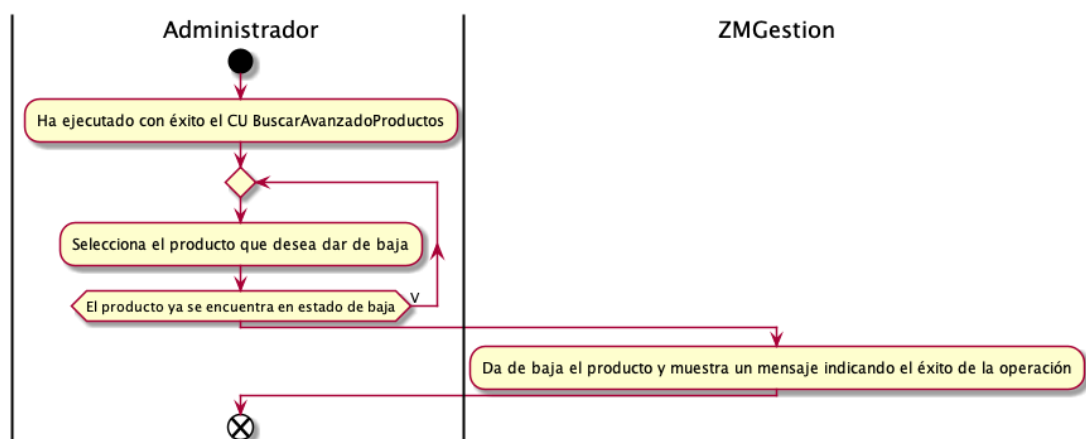 Administrador
ZMGestion
Ha ejecutado con éxito el CU BuscarAvanzadoProductos
Selecciona el producto que desea dar de baja
El producto ya se encuentra en estado de baja
V
Da de baja el producto y muestra un mensaje indicando el éxito de la operación